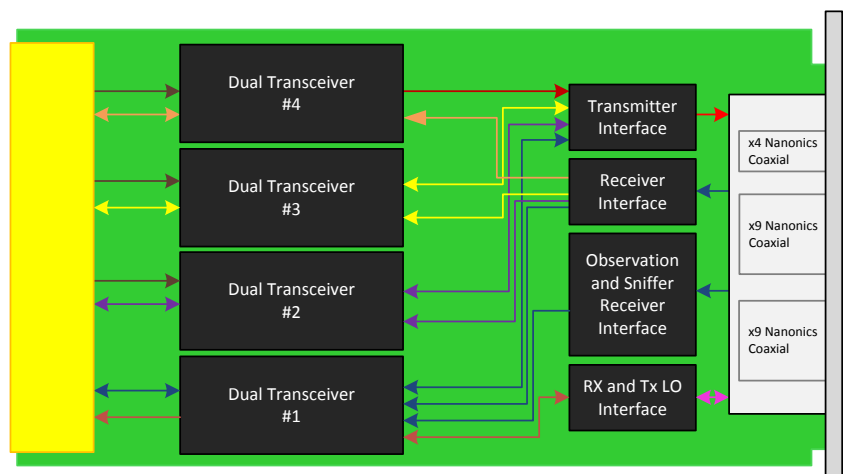 Dual Transceiver
#4
Dual Transceiver
#3
Dual Transceiver
#2
Dual Transceiver
#1
Transmitter
Interface
Receiver
Interface
Observation
and Sniffer
Receiver
Interface
RX and Tx LO
Interface
x4 Nanonics
Coaxial
x9 Nanonics
Coaxial
x9 Nanonics
Coaxial